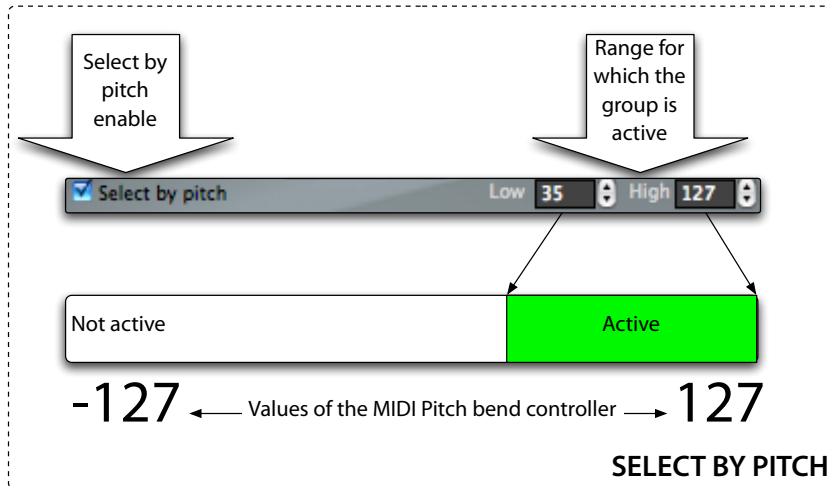 Select by
pitch
enable
Range for
which the
group is
active
Select by pitch Low 35 High 127
Not active Active
-127 Values of the MIDI Pitch bend controller 127
SELECT BY PITCH